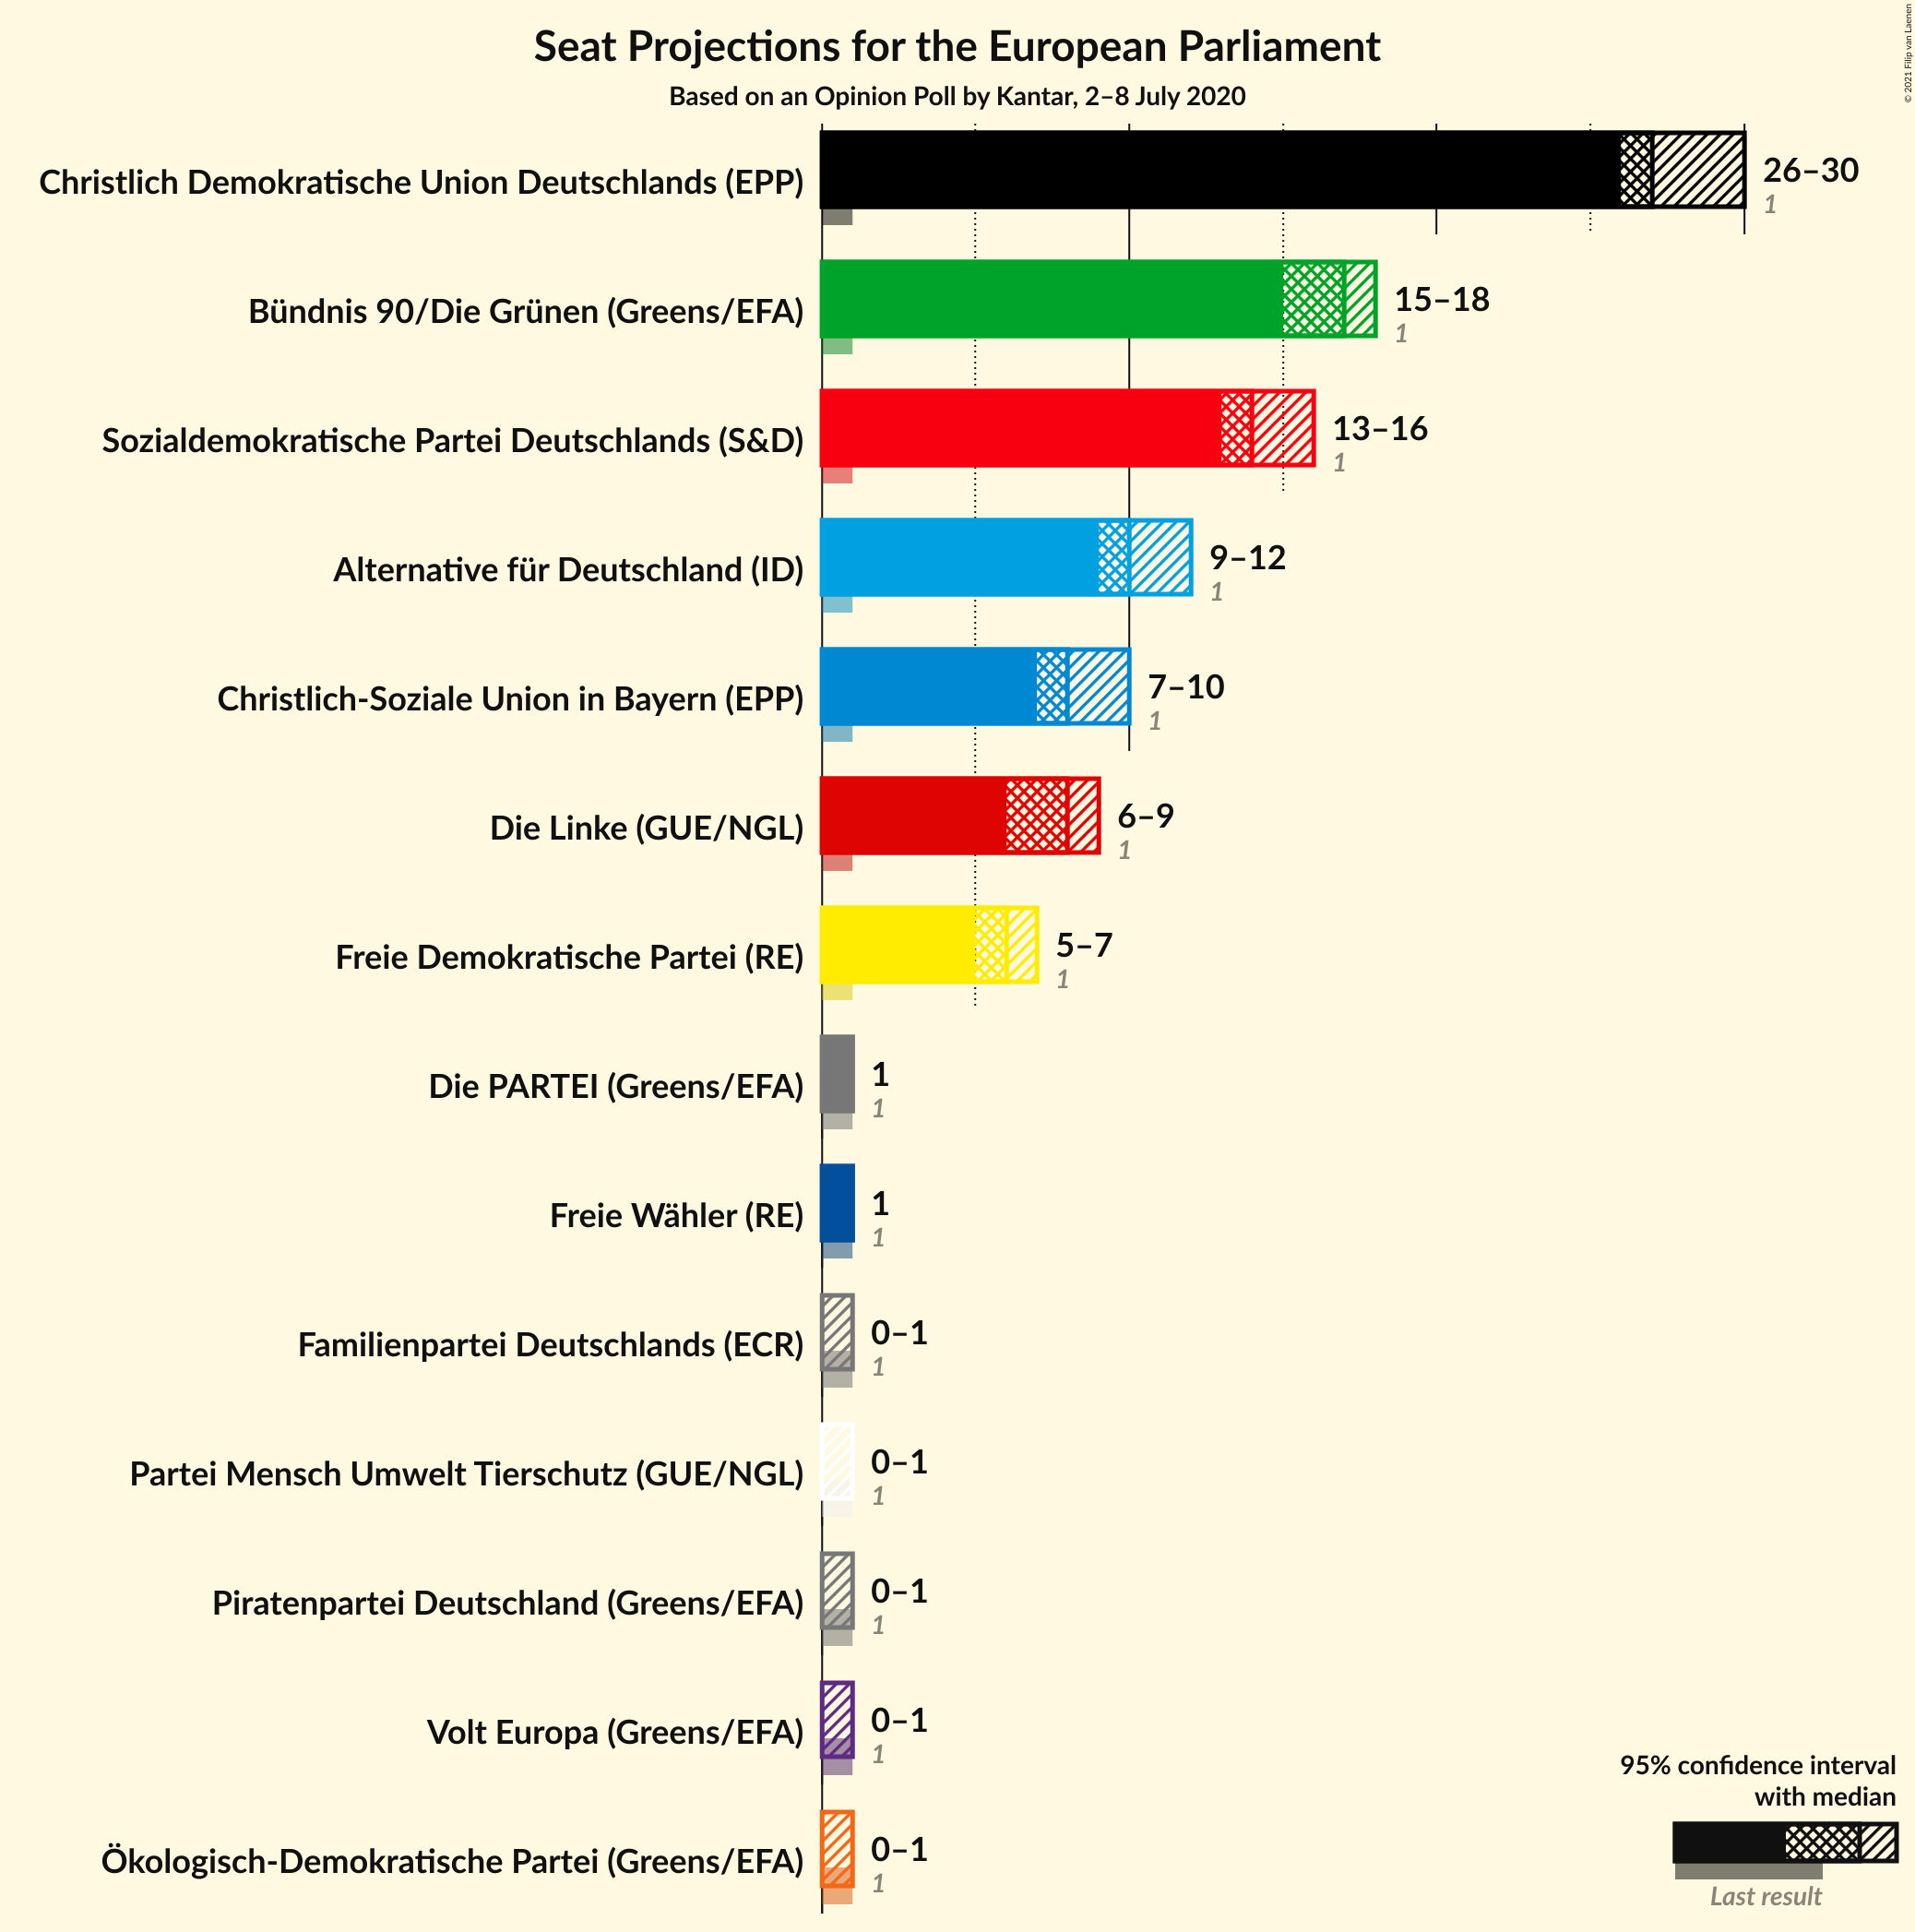 Seat Projections for the European Parliament
Based on an Opinion Poll by Kantar, 2–8 July 2020
© 2021 Filip van Laenen
Christlich Demokratische Union Deutschlands (EPP)
26–30
1
Bündnis 90/Die Grünen (Greens/EFA)
15–18
1
Sozialdemokratische Partei Deutschlands (S&D)
13–16
1
Alternative für Deutschland (ID)
9–12
1
Christlich-Soziale Union in Bayern (EPP)
7–10
1
Die Linke (GUE/NGL)
6–9
1
Freie Demokratische Partei (RE)
5–7
1
Die PARTEI (Greens/EFA)
1
1
Freie Wähler (RE)
1
1
Familienpartei Deutschlands (ECR)
0–1
1
Partei Mensch Umwelt Tierschutz (GUE/NGL)
0–1
1
Piratenpartei Deutschland (Greens/EFA)
0–1
1
Volt Europa (Greens/EFA)
0–1
1
Ökologisch-Demokratische Partei (Greens/EFA)
0–1
1
95% confidence interval
with median
Last result